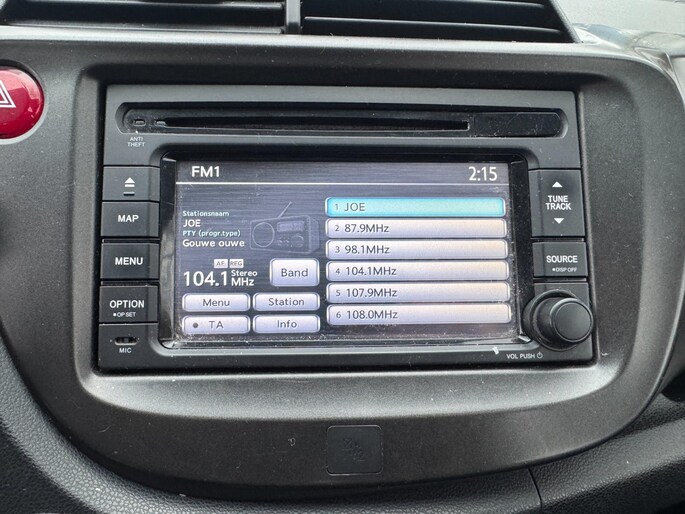 ANTI
THEFT
MAP
MENU
OPTION
OP SET
MIC
FM1
2:15
Stationsnaam
JOE
PTY (progr.type)
Gouwe ouwe
AF REG
104.1 Stereo
MHz
Band
Menu
Station
TA
Info
1 JOE
2 87.9MHz
3 98.1MHz
4 104.1MHz
5 107.9MHz
6 108.0MHz
TUNE
TRACK
SOURCE
DISP OFF
VOL PUSH